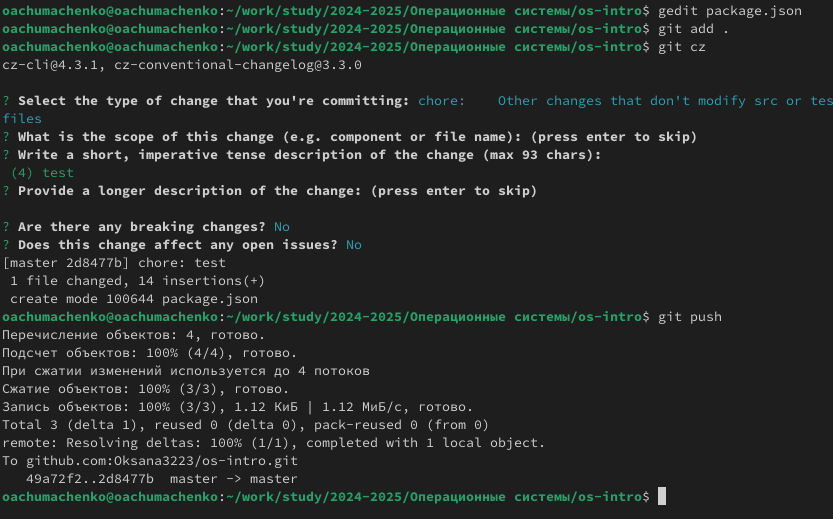 oachumachenko@oachumachenko:~/work/study/2024-2025/Операционные системы/os-intro$ gedit package.json
oachumachenko@oachumachenko:~/work/study/2024-2025/Операционные системы/os-intro$ git add .
oachumachenko@oachumachenko:~/work/study/2024-2025/Операционные системы/os-intro$ git cz
cz-cli@4.3.1, cz-conventional-changelog@3.3.0
? Select the type of change that you're committing: chore:    Other changes that don't modify src or tes
files
? What is the scope of this change (e.g. component or file name): (press enter to skip)
? Write a short, imperative tense description of the change (max 93 chars):
 (4) test
? Provide a longer description of the change: (press enter to skip)
? Are there any breaking changes? No
? Does this change affect any open issues? No
[master 2d8477b] chore: test
 1 file changed, 14 insertions(+)
 create mode 100644 package.json
oachumachenko@oachumachenko:~/work/study/2024-2025/Операционные системы/os-intro$ git push
Перечисление объектов: 4, готово.
Подсчет объектов: 100% (4/4), готово.
При сжатии изменений используется до 4 потоков
Сжатие объектов: 100% (3/3), готово.
Запись объектов: 100% (3/3), 1.12 КиБ | 1.12 МиБ/с, готово.
Total 3 (delta 1), reused 0 (delta 0), pack-reused 0 (from 0)
remote: Resolving deltas: 100% (1/1), completed with 1 local object.
To github.com:Oksana3223/os-intro.git
   49a72f2..2d8477b  master -> master
oachumachenko@oachumachenko:~/work/study/2024-2025/Операционные системы/os-intro$